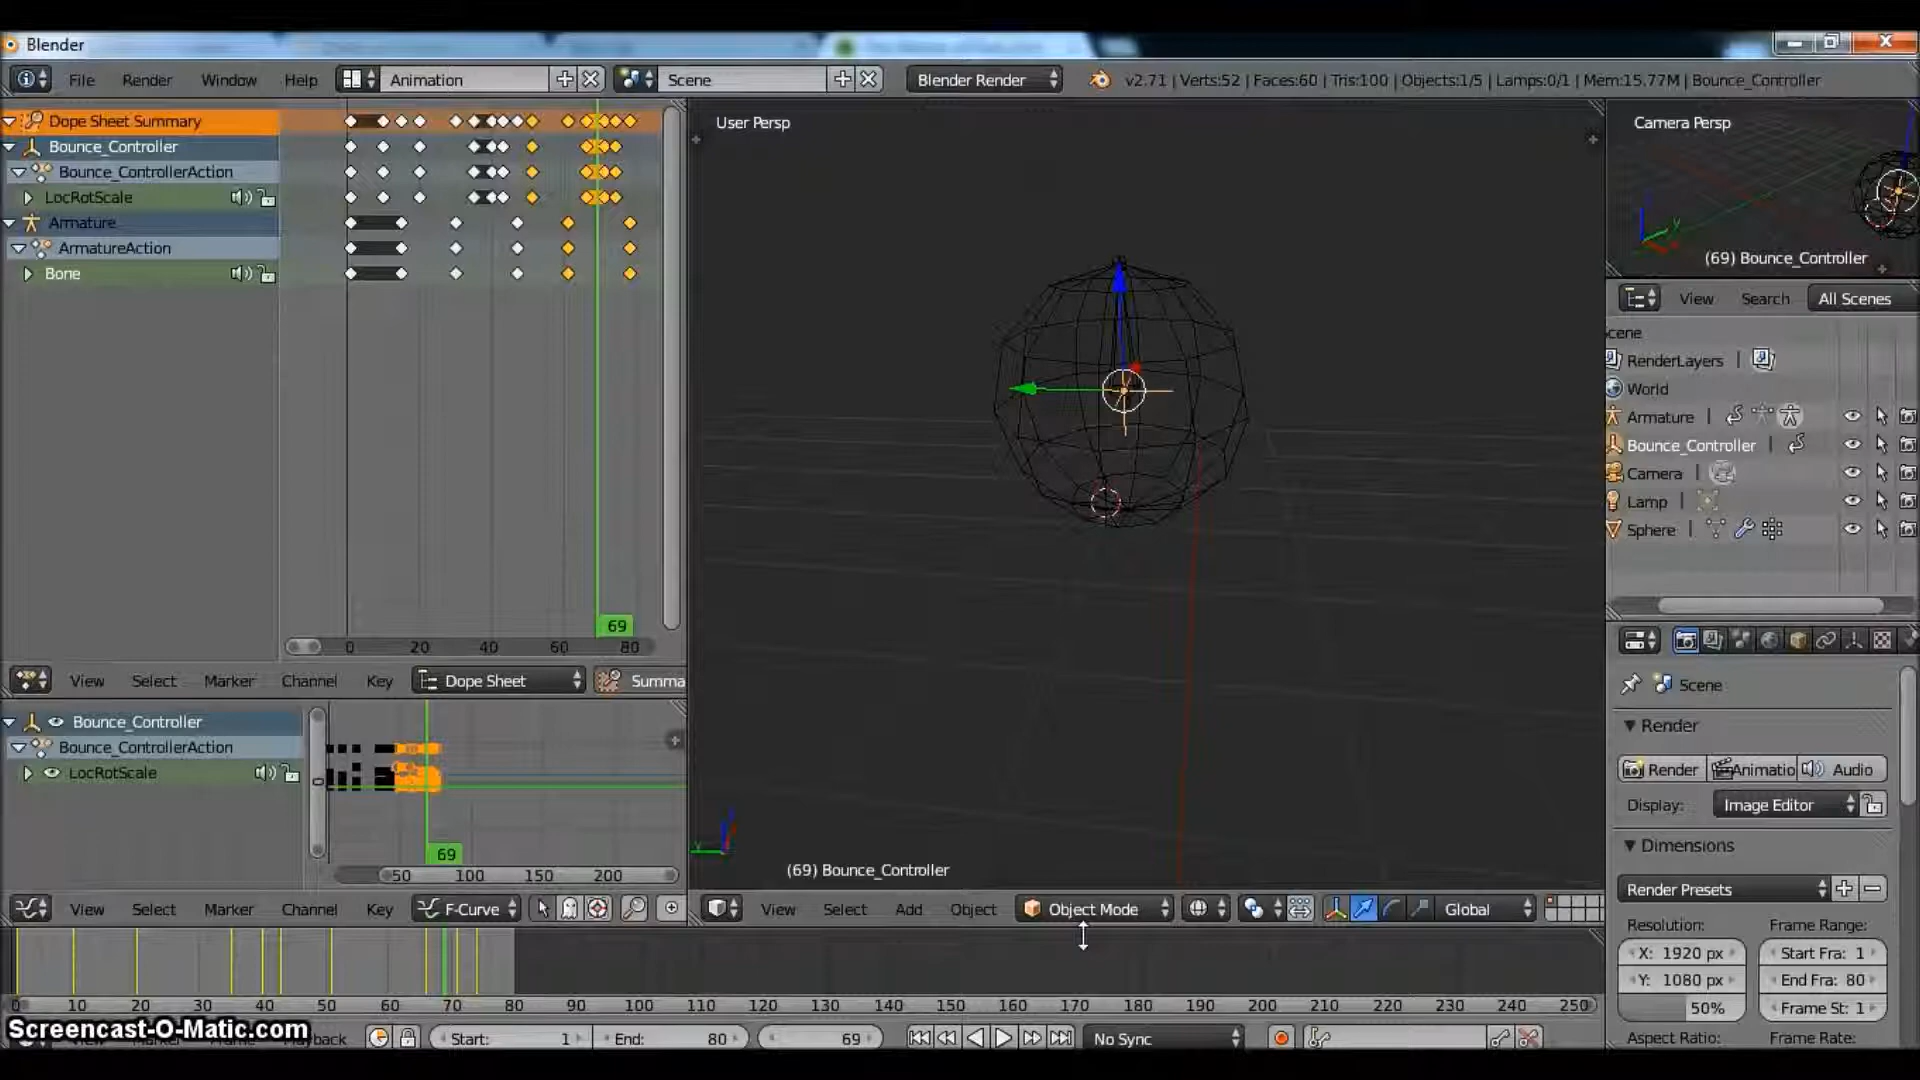 Blender
File Render Window Help Animation Scene Blender Render v2.71 | Verts:52 | Faces:60 | Tris:100 | Objects:1/5 | Lamps:0/1 | Mem:15.77M | Bounce_Controller
Dope Sheet Summary
Bounce_Controller
Bounce_ControllerAction
LocRotScale
Armature
ArmatureAction
Bone
69
0 20 40 60 80
View Select Marker Channel Key Dope Sheet Summa
Bounce_Controller
Bounce_ControllerAction
LocRotScale
69
50 100 150 200
View Select Marker Channel Key F-Curve
User Persp
(69) Bounce_Controller
View Select Add Object Object Mode Global
Camera Persp
(69) Bounce_Controller
View Search All Scenes
cene
RenderLayers
World
Armature
Bounce_Controller
Camera
Lamp
Sphere
Scene
Render
Render Animatio Audio
Display: Image Editor
Dimensions
Render Presets
Resolution: Frame Range:
X: 1920 px Start Fra: 1
Y: 1080 px End Fra: 80
50% Frame St: 1
Aspect Ratio: Frame Rate:
0 10 20 30 40 50 60 70 80 90 100 110 120 130 140 150 160 170 180 190 200 210 220 230 240 250
Screencast-O-Matic.com
Start: 1 End: 80 69 No Sync